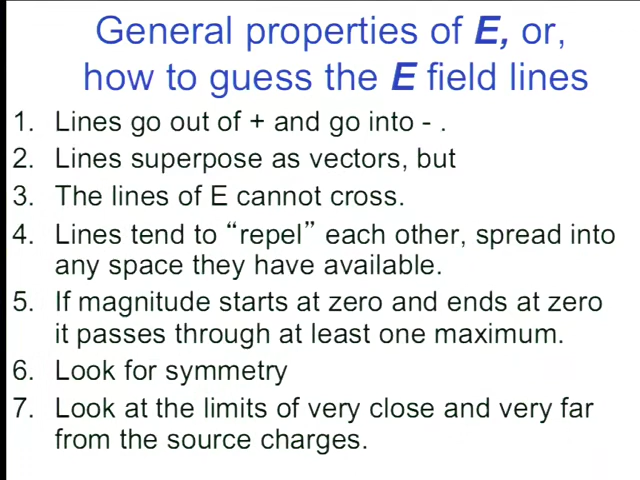 General properties of E, or,
how to guess the E field lines
1. Lines go out of + and go into - .
2. Lines superpose as vectors, but
3. The lines of E cannot cross.
4. Lines tend to “repel” each other, spread into
any space they have available.
5. If magnitude starts at zero and ends at zero
it passes through at least one maximum.
6. Look for symmetry
7. Look at the limits of very close and very far
from the source charges.